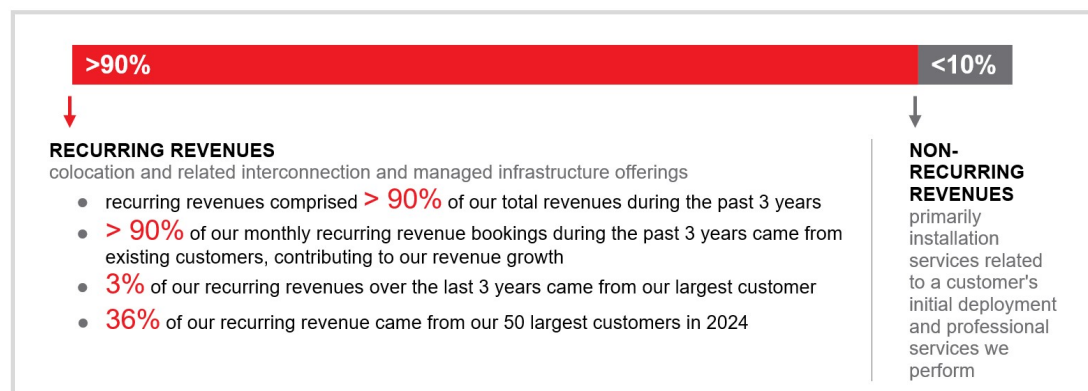 >90%
<10%
RECURRING REVENUES
colocation and related interconnection and managed infrastructure offerings
recurring revenues comprised > 90% of our total revenues during the past 3 years
> 90% of our monthly recurring revenue bookings during the past 3 years came from
existing customers, contributing to our revenue growth
3% of our recurring revenues over the last 3 years came from our largest customer
36% of our recurring revenue came from our 50 largest customers in 2024
NON-
RECURRING
REVENUES
primarily
installation
services related
to a customer's
initial deployment
and professional
services we
perform